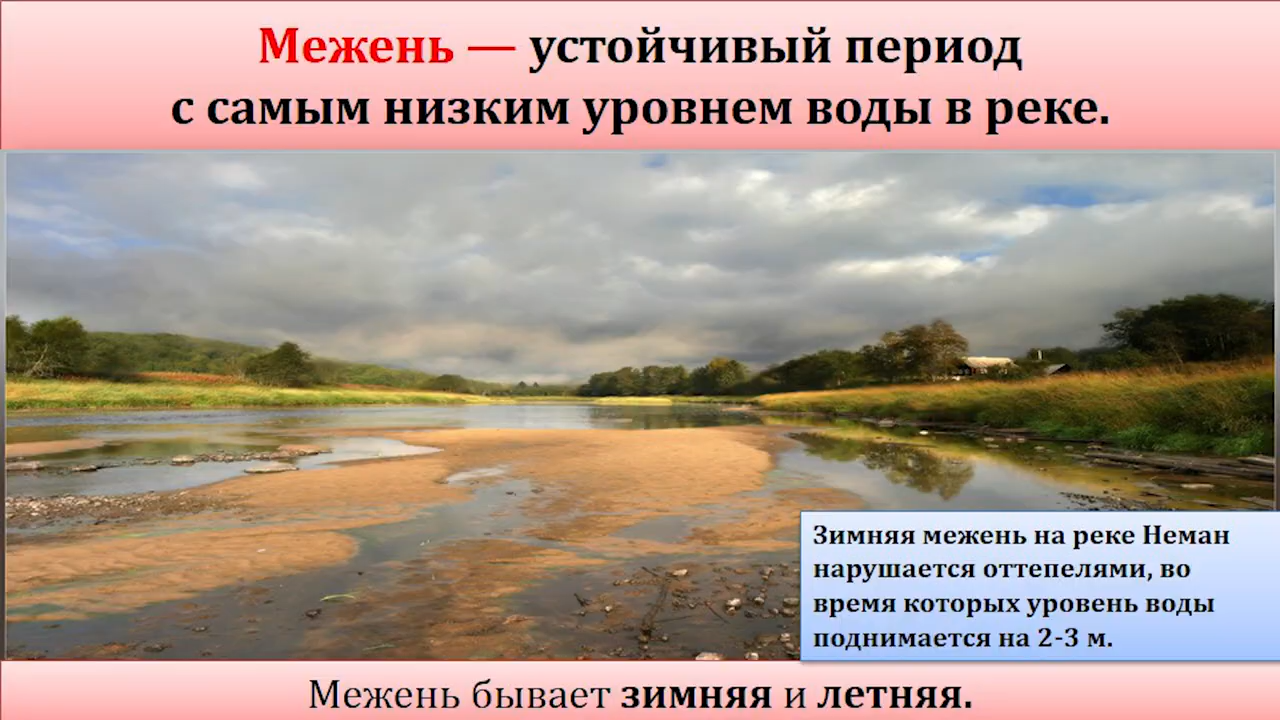 Межень — устойчивый период
с самым низким уровнем воды в реке.
Зимняя межень на реке Неман
нарушается оттепелями, во
время которых уровень воды
поднимается на 2-3 м.
Межень бывает зимняя и летняя.